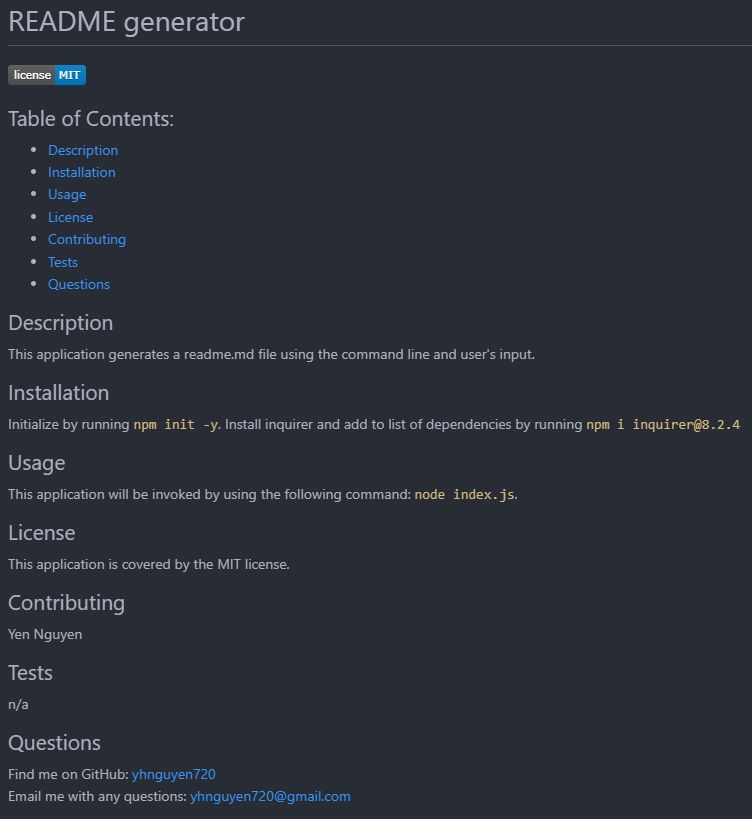 README generator
license MIT
Table of Contents:
Description
Installation
Usage
License
Contributing
Tests
Questions
Description
This application generates a readme.md file using the command line and user's input.
Installation
Initialize by running npm init -y. Install inquirer and add to list of dependencies by running npm i inquirer@8.2.4
Usage
This application will be invoked by using the following command: node index.js.
License
This application is covered by the MIT license.
Contributing
Yen Nguyen
Tests
n/a
Questions
Find me on GitHub: yhnguyen720
Email me with any questions: yhnguyen720@gmail.com